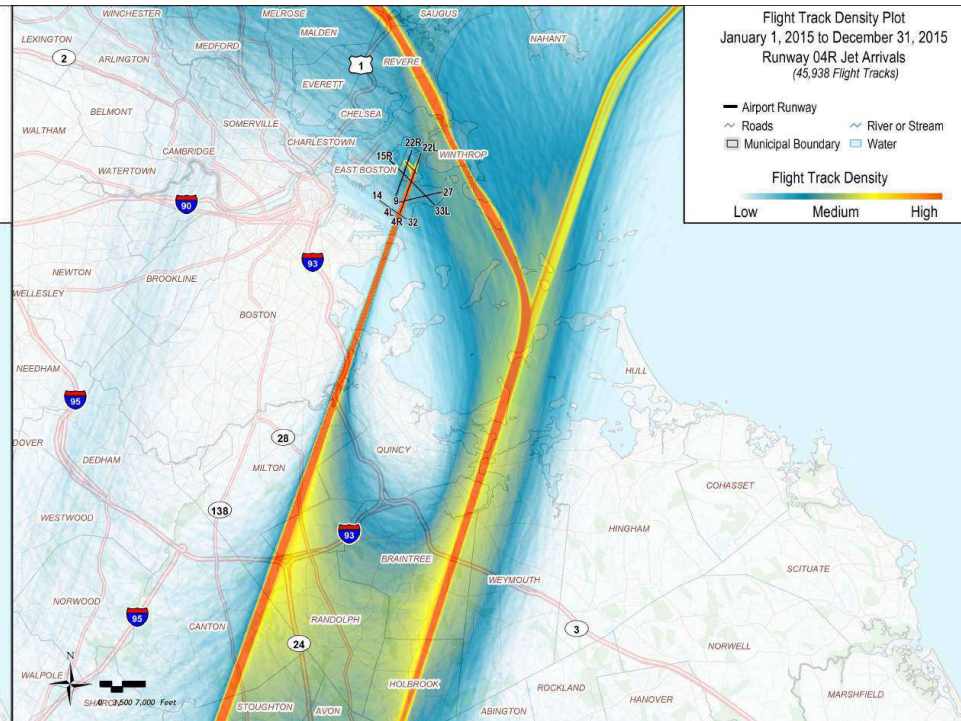 Flight Track Density Plot
January 1, 2015 to December 31, 2015
Runway 04R Jet Arrivals
(45,938 Flight Tracks)
Airport Runway
Roads
River or Stream
Municipal Boundary
Water
Flight Track Density
Low Medium High
WINCHESTER
MELROSE
SAUGUS
LEXINGTON
MEDFORD
MALDEN
NAHANT
2
ARLINGTON
1
REVERE
EVERETT
BELMONT
CHELSEA
SOMERVILLE
WALTHAM
CHARLESTOWN
22R
22L
CAMBRIDGE
15R
WINTHROP
WATERTOWN
EAST BOSTON
14
9
27
90
4L
33L
4R
32
93
NEWTON
BROOKLINE
WELLESLEY
BOSTON
HULL
NEEDHAM
95
28
DOVER
QUINCY
DEDHAM
MILTON
COHASSET
138
WESTWOOD
HINGHAM
93
BRAINTREE
SCITUATE
WEYMOUTH
NORWOOD
95
CANTON
RANDOLPH
3
24
NORWELL
WALPOLE
N
HOLBROOK
ROCKLAND
MARSHFIELD
0 3,500 7,000 Feet
STOUGHTON
AVON
ABINGTON
HANOVER